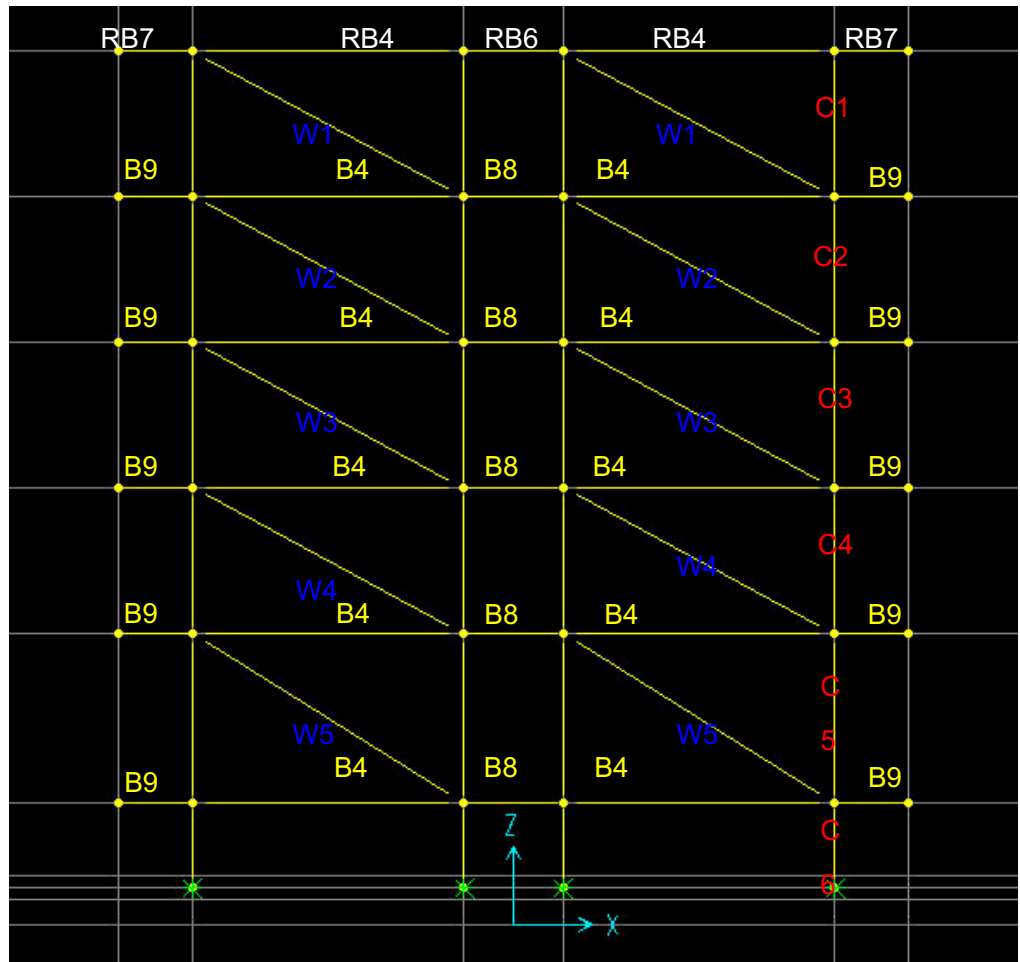 RB7 RB4 RB6 RB4 RB7
C1
W1 W1
B9 B4 B8 B4 B9
C2
W2 W2
B9 B4 B8 B4 B9
C3
W3 W3
B9 B4 B8 B4 B9
C4
W4 W4
B9 B4 B8 B4 B9
C
W5 W5 5
B9 B4 B8 B4 B9
Z C
6
X